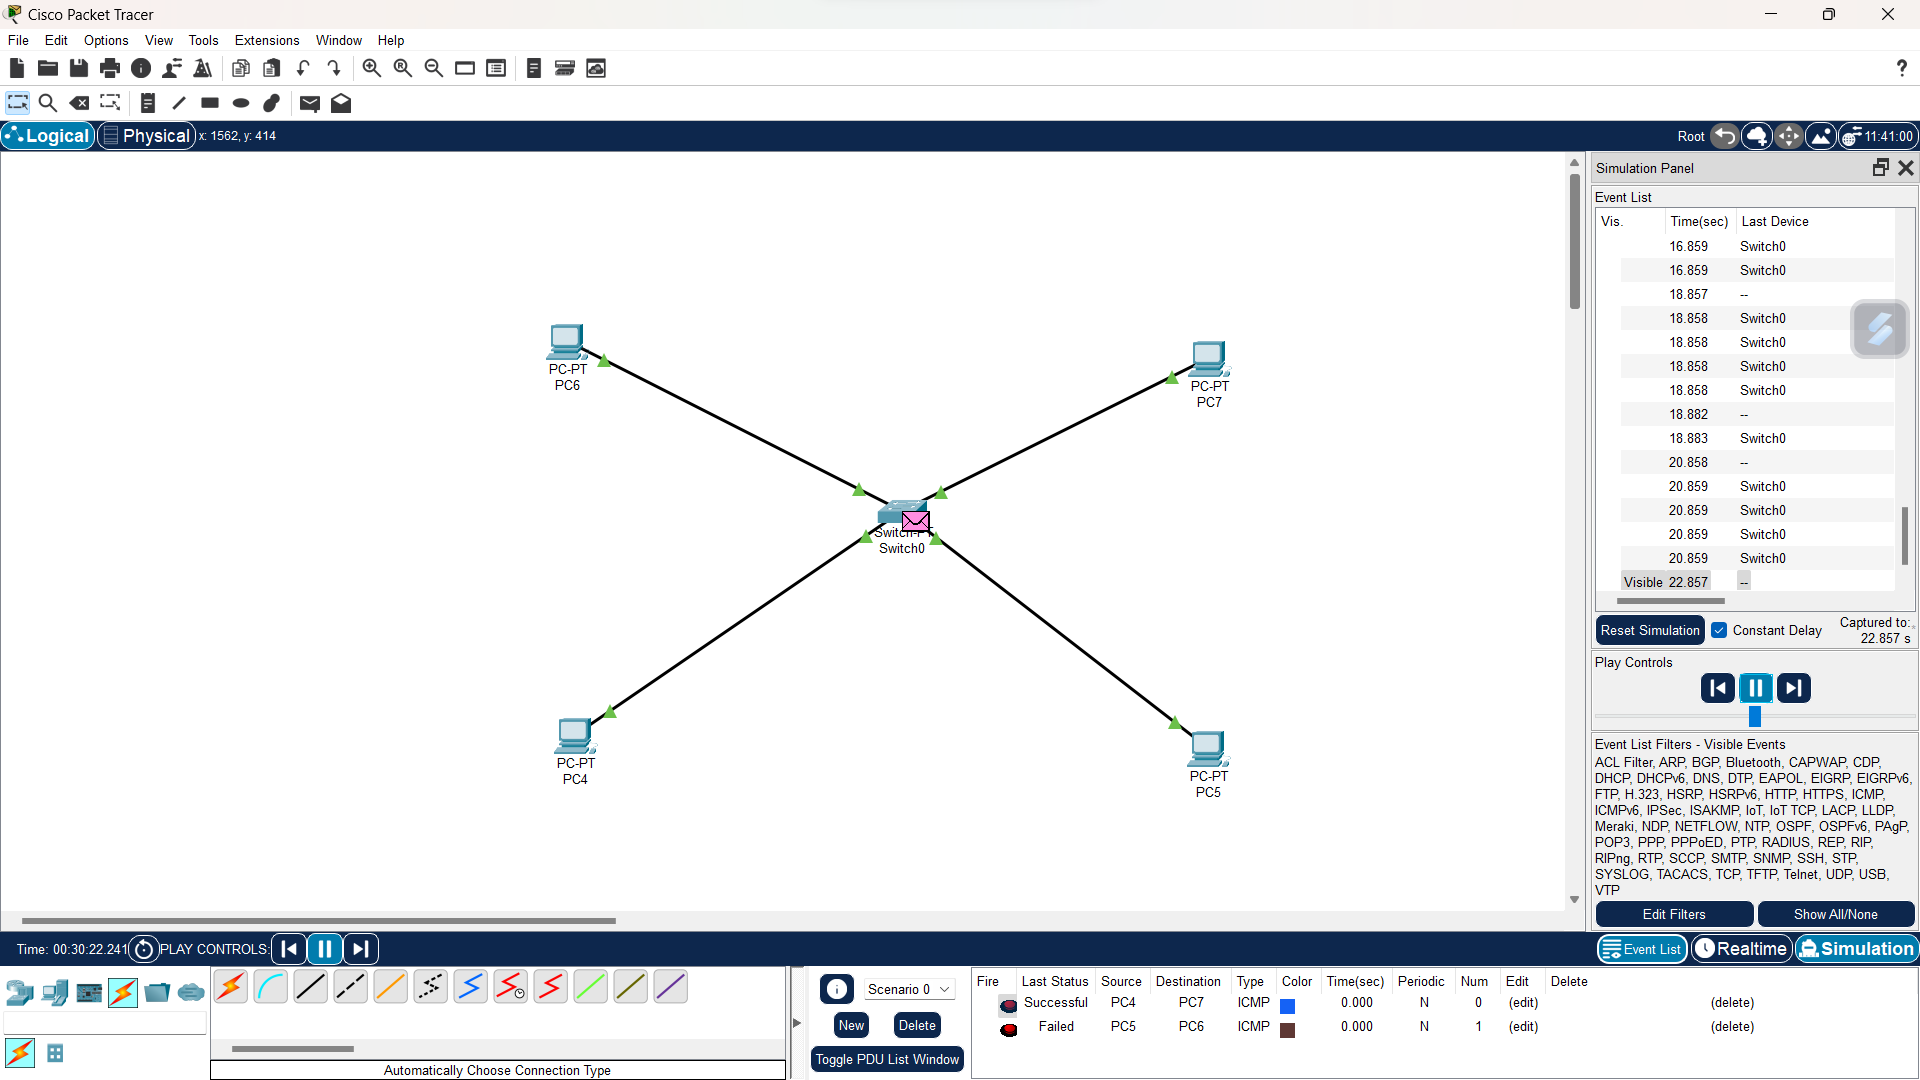 Cisco Packet Tracer
File Edit Options View Tools Extensions Window Help
?
Logical Physical x: 1562, y: 414
Root 11:41:00
PC-PT
PC6
PC-PT
PC7
Switch-PT
Switch0
PC-PT
PC4
PC-PT
PC5
Simulation Panel
Event List
Vis. Time(sec) Last Device
16.859 Switch0
16.859 Switch0
18.857 --
18.858 Switch0
18.858 Switch0
18.858 Switch0
18.858 Switch0
18.882 --
18.883 Switch0
20.858 --
20.859 Switch0
20.859 Switch0
20.859 Switch0
20.859 Switch0
Visible 22.857 --
Reset Simulation Constant Delay Captured to:
22.857 s
Play Controls
Event List Filters - Visible Events
ACL Filter, ARP, BGP, Bluetooth, CAPWAP, CDP,
DHCP, DHCPv6, DNS, DTP, EAPOL, EIGRP, EIGRPv6,
FTP, H.323, HSRP, HSRPv6, HTTP, HTTPS, ICMP,
ICMPv6, IPSec, ISAKMP, IoT, IoT TCP, LACP, LLDP,
Meraki, NDP, NETFLOW, NTP, OSPF, OSPFv6, PAgP,
POP3, PPP, PPPoED, PTP, RADIUS, REP, RIP,
RIPng, RTP, SCCP, SMTP, SNMP, SSH, STP,
SYSLOG, TACACS, TCP, TFTP, Telnet, UDP, USB,
VTP
Edit Filters Show All/None
Time: 00:30:22.241 PLAY CONTROLS:
Event List Realtime Simulation
Automatically Choose Connection Type
Scenario 0
New Delete
Toggle PDU List Window
Fire Last Status Source Destination Type Color Time(sec) Periodic Num Edit Delete
Successful PC4 PC7 ICMP 0.000 N 0 (edit) (delete)
Failed PC5 PC6 ICMP 0.000 N 1 (edit) (delete)